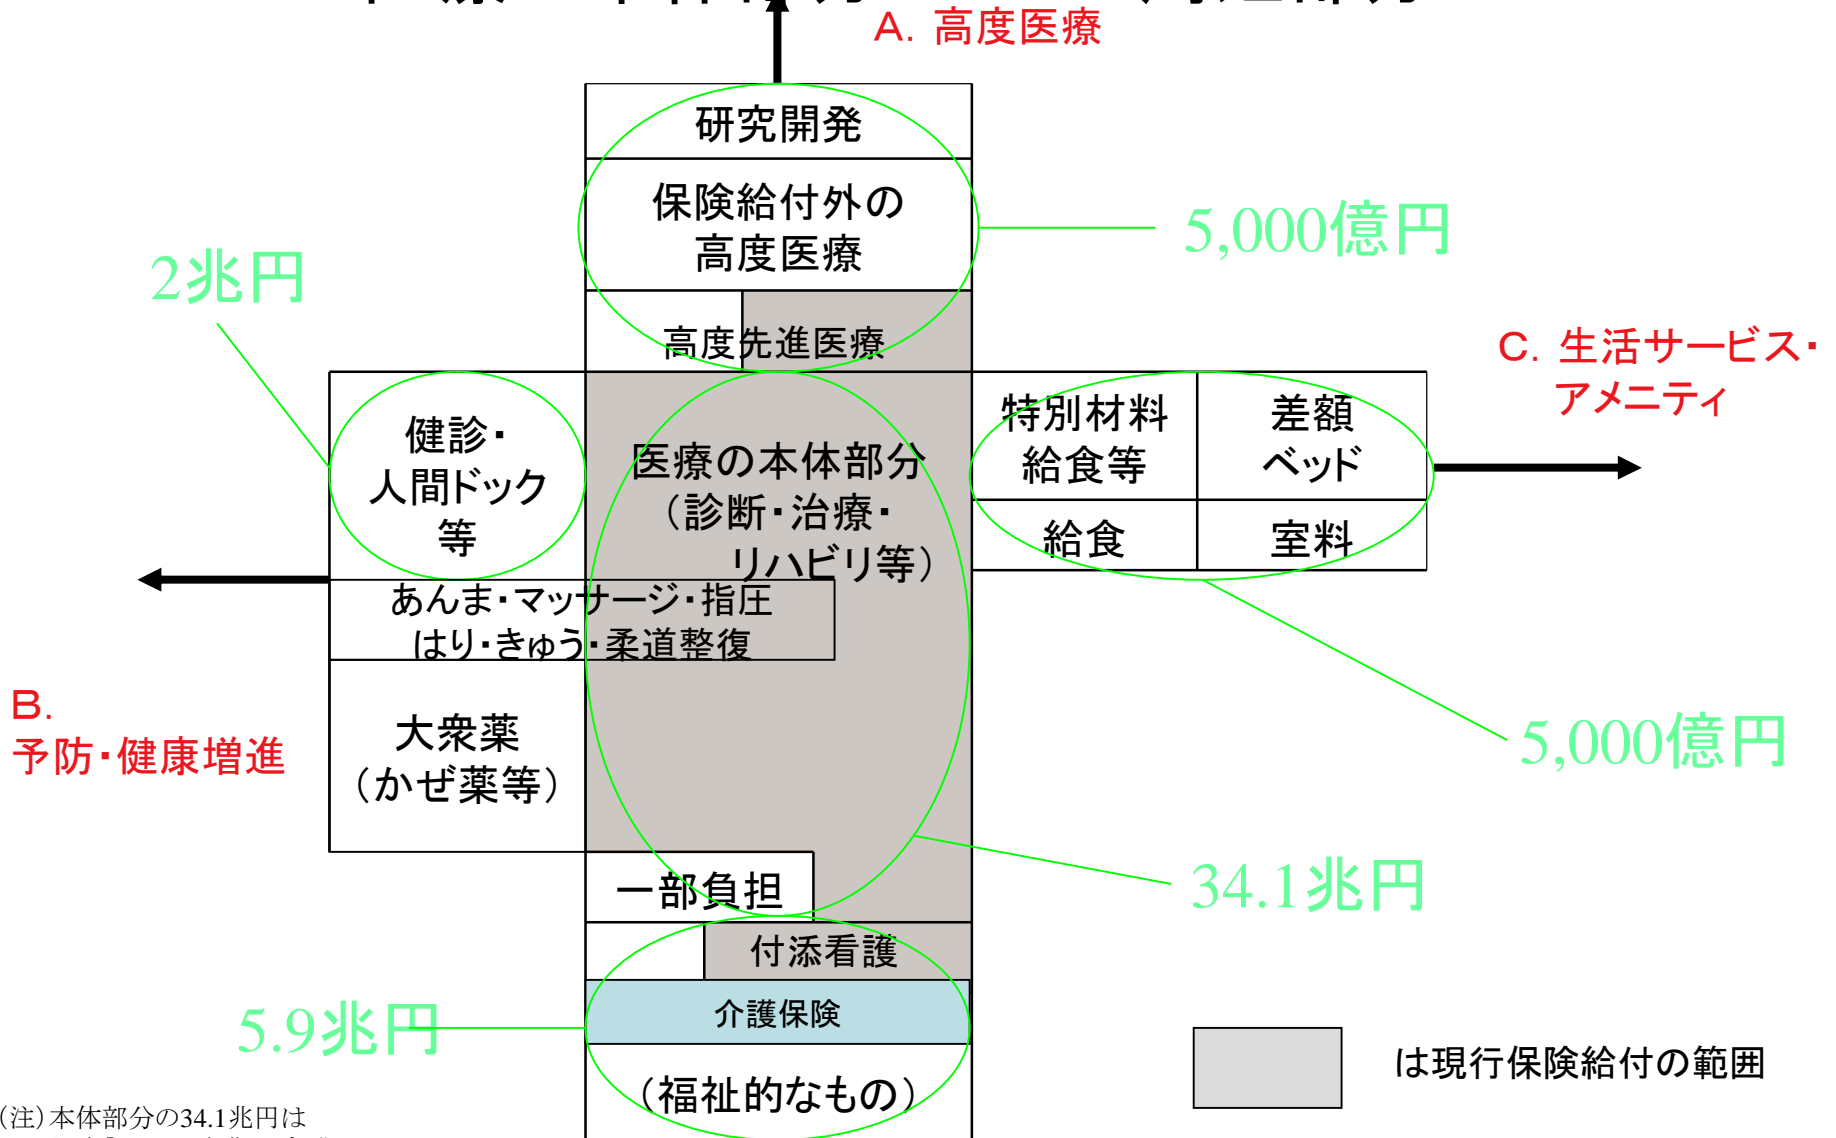 A. 高度医療
研究開発
保険給付外の
高度医療
5,000億円
2兆円
高度先進医療
C. 生活サービス・
アメニティ
健診・
人間ドック
等
医療の本体部分
（診断・治療・
リハビリ等）
特別材料
給食等
差額
ベッド
給食
室料
あんま・マッサージ・指圧
はり・きゅう・柔道整復
B.
予防・健康増進
大衆薬
（かぜ薬等）
5,000億円
34.1兆円
一部負担
付添看護
介護保険
5.9兆円
（福祉的なもの）
は現行保険給付の範囲
（注）本体部分の34.1兆円は